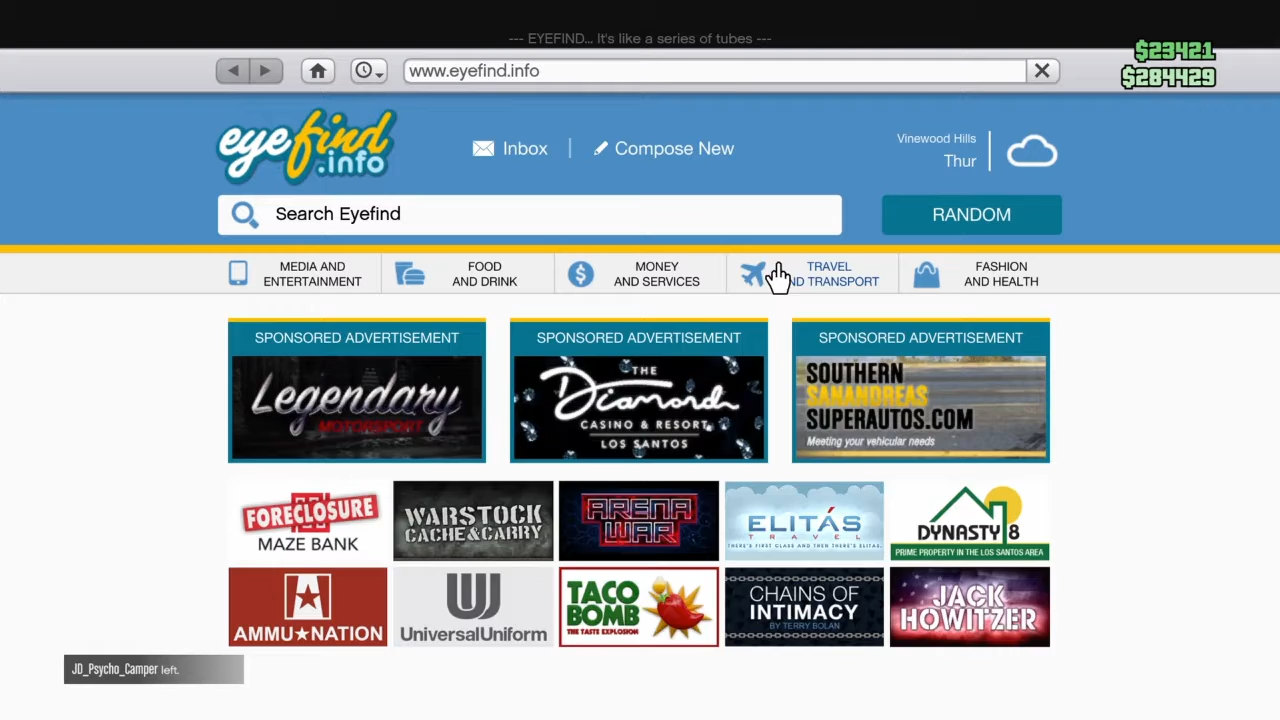 --- EYEFIND... It's like a series of tubes ---
$23421
$284429
www.eyefind.info
eyefind
.info
Inbox
Compose New
Vinewood Hills
Thur
Search Eyefind
RANDOM
MEDIA AND
ENTERTAINMENT
FOOD
AND DRINK
MONEY
AND SERVICES
TRAVEL
ND TRANSPORT
FASHION
AND HEALTH
SPONSORED ADVERTISEMENT
Legendary
MOTORSPORT
SPONSORED ADVERTISEMENT
THE
Diamond
CASINO & RESORT
LOS SANTOS
SPONSORED ADVERTISEMENT
SOUTHERN
SANANDREAS
SUPERAUTOS.COM
Meeting your vehicular needs
FORECLOSURE
MAZE BANK
WARSTOCK
CACHE & CARRY
ARENA
WAR
ELITÁS
TRAVEL
THERE'S FIRST CLASS AND THEN THERE'S ELITAS.
DYNASTY 8
PRIME PROPERTY IN THE LOS SANTOS AREA
AMMU★NATION
UniversalUniform
TACO
BOMB
THE TASTE EXPLOSION
CHAINS OF
INTIMACY
BY TERRY BOLAN
JACK
HOWITZER
JD_Psycho_Camper left.